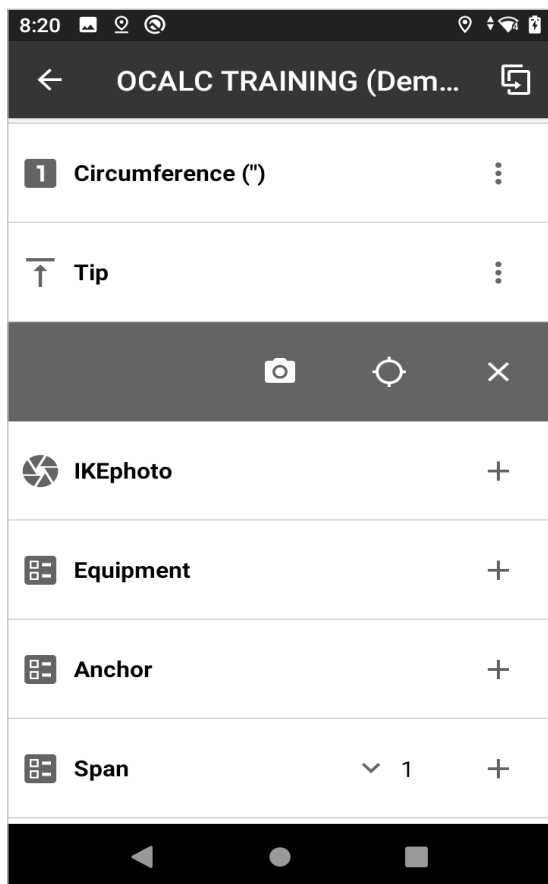 8:20
OCALC TRAINING (Dem...
1 Circumference (")
Tip
IKEphoto
Equipment
Anchor
Span 1